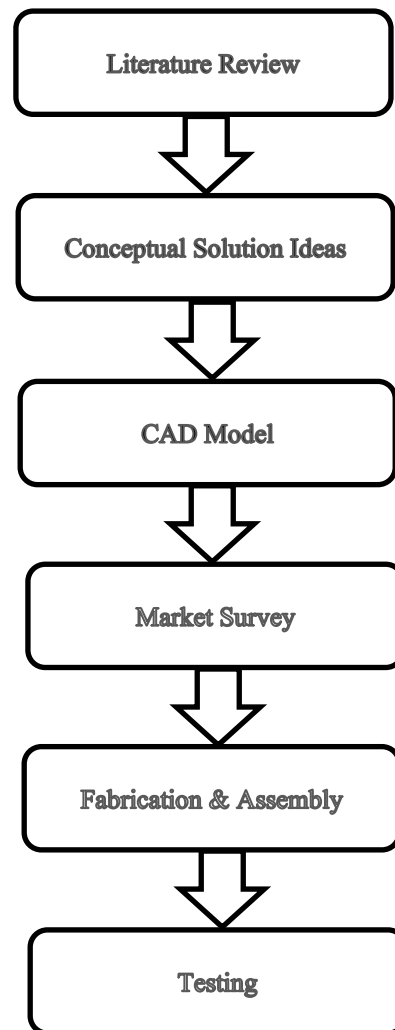 Literature Review
Conceptual Solution Ideas
CAD Model
Market Survey
Fabrication & Assembly
Testing